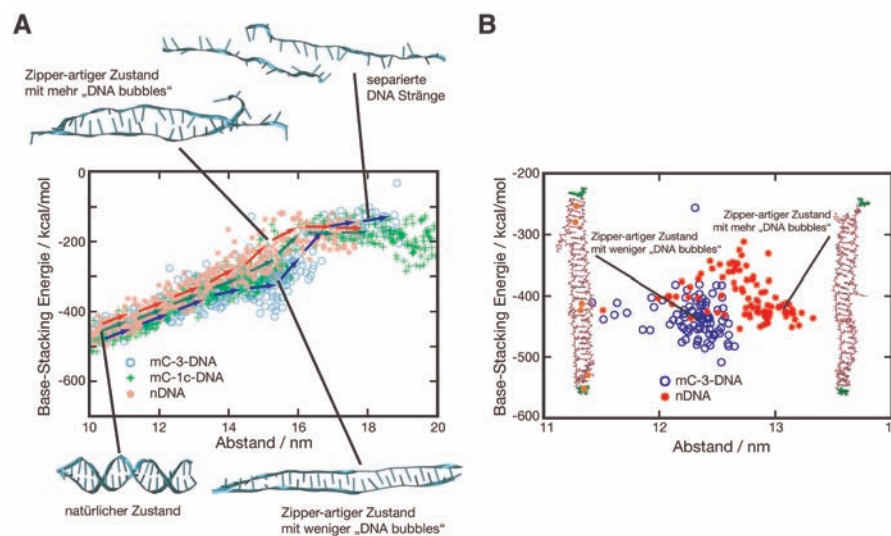 A
B
Zipper-artiger Zustand
mit mehr „DNA bubbles“
separierte
DNA Stränge
Base-Stacking Energie / kcal/mol
0
-200
-400
-600
mC-3-DNA
mC-1c-DNA
nDNA
10
12
14
16
18
20
Abstand / nm
natürlicher Zustand
Zipper-artiger Zustand
mit weniger „DNA bubbles“
Base-Stacking Energie / kcal/mol
-200
-300
-400
-500
-600
Zipper-artiger Zustand
mit weniger „DNA bubbles“
Zipper-artiger Zustand
mit mehr „DNA bubbles“
mC-3-DNA
nDNA
11
12
13
1
Abstand / nm